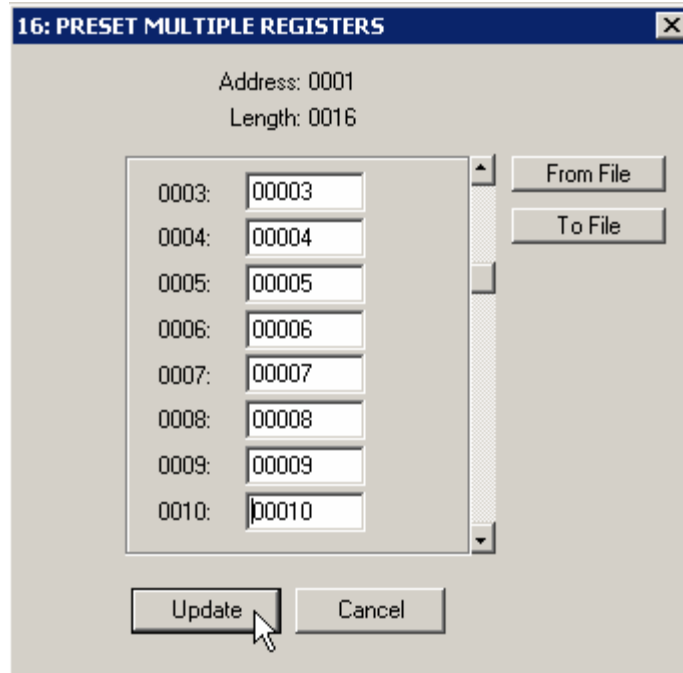 16: PRESET MULTIPLE REGISTERS
Address: 0001
Length: 0016
From File
To File
0003: 00003
0004: 00004
0005: 00005
0006: 00006
0007: 00007
0008: 00008
0009: 00009
0010: 00010
Update Cancel